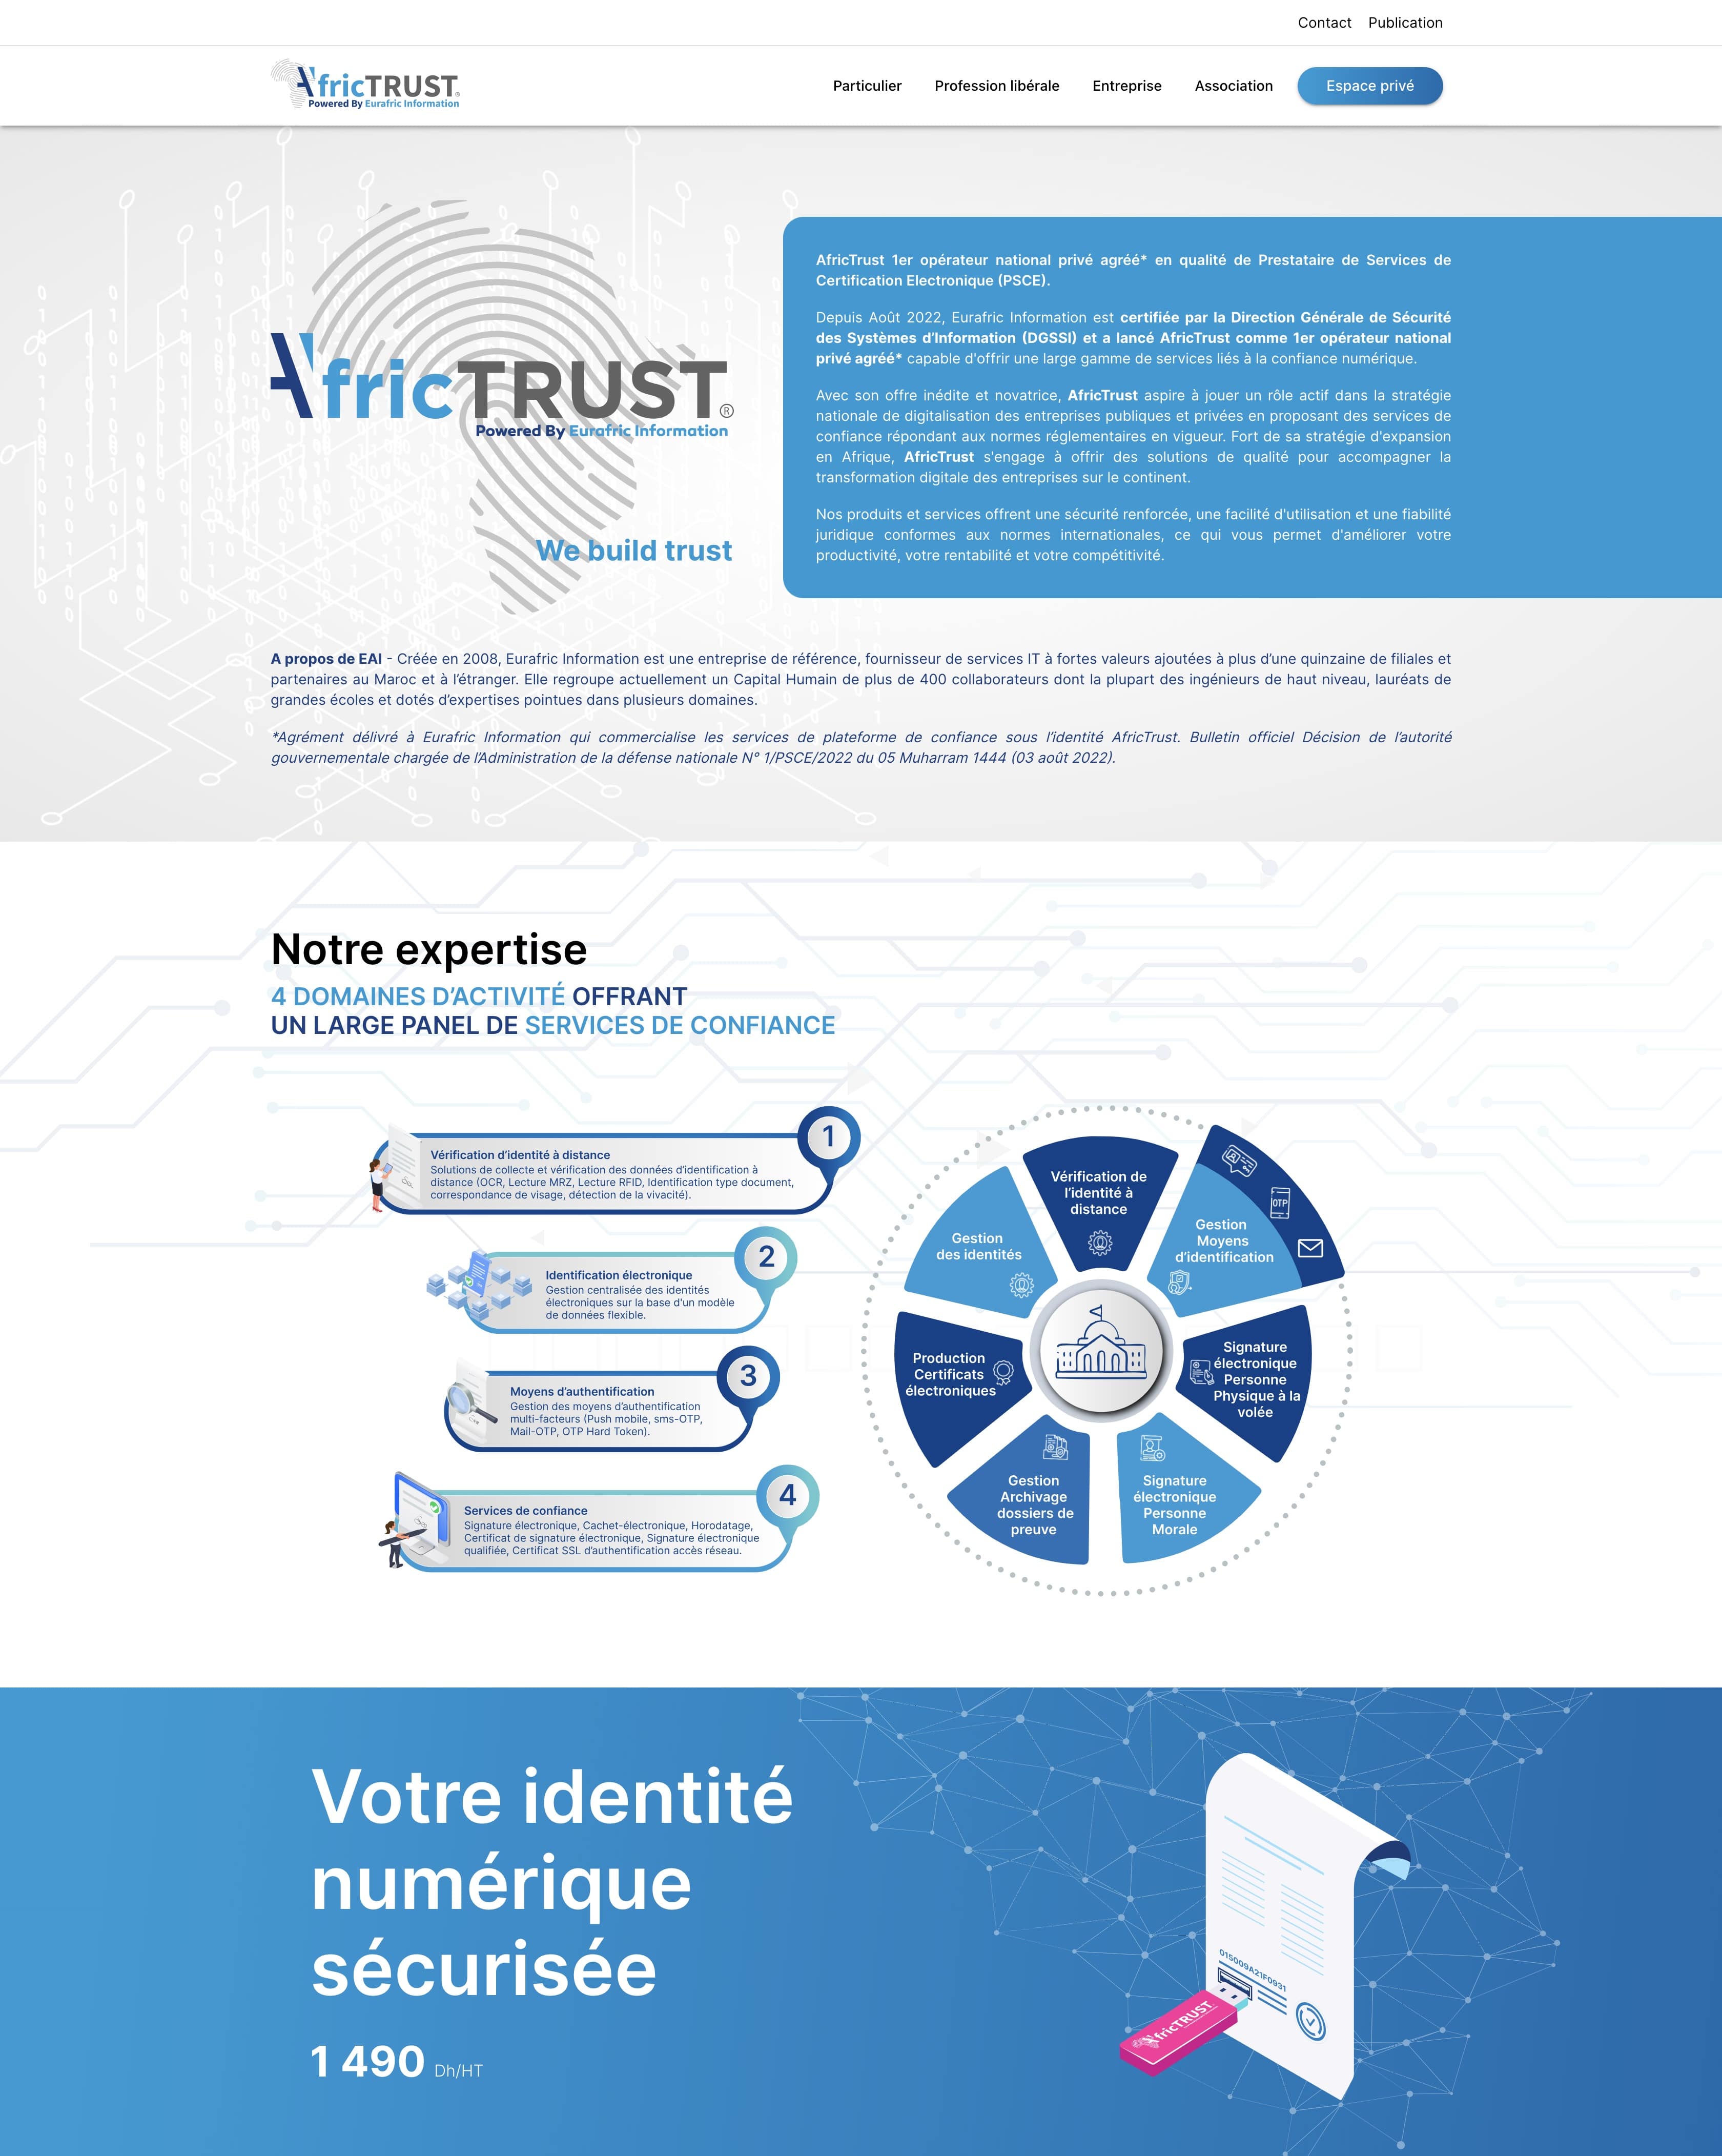 Contact Publication
AfricTRUST®
Powered By Eurafric Information
Particulier Profession libérale Entreprise Association Espace privé
AfricTRUST®
Powered By Eurafric Information
We build trust
AfricTrust 1er opérateur national privé agréé* en qualité de Prestataire de Services de
Certification Electronique (PSCE).
Depuis Août 2022, Eurafric Information est certifiée par la Direction Générale de Sécurité
des Systèmes d’Information (DGSSI) et a lancé AfricTrust comme 1er opérateur national
privé agréé* capable d'offrir une large gamme de services liés à la confiance numérique.
Avec son offre inédite et novatrice, AfricTrust aspire à jouer un rôle actif dans la stratégie
nationale de digitalisation des entreprises publiques et privées en proposant des services de
confiance répondant aux normes réglementaires en vigueur. Fort de sa stratégie d'expansion
en Afrique, AfricTrust s'engage à offrir des solutions de qualité pour accompagner la
transformation digitale des entreprises sur le continent.
Nos produits et services offrent une sécurité renforcée, une facilité d'utilisation et une fiabilité
juridique conformes aux normes internationales, ce qui vous permet d'améliorer votre
productivité, votre rentabilité et votre compétitivité.
A propos de EAI - Créée en 2008, Eurafric Information est une entreprise de référence, fournisseur de services IT à fortes valeurs ajoutées à plus d’une quinzaine de filiales et
partenaires au Maroc et à l’étranger. Elle regroupe actuellement un Capital Humain de plus de 400 collaborateurs dont la plupart des ingénieurs de haut niveau, lauréats de
grandes écoles et dotés d’expertises pointues dans plusieurs domaines.
*Agrément délivré à Eurafric Information qui commercialise les services de plateforme de confiance sous l’identité AfricTrust. Bulletin officiel Décision de l’autorité
gouvernementale chargée de l’Administration de la défense nationale N° 1/PSCE/2022 du 05 Muharram 1444 (03 août 2022).
Notre expertise
4 DOMAINES D’ACTIVITÉ OFFRANT
UN LARGE PANEL DE SERVICES DE CONFIANCE
1
Vérification d’identité à distance
Solutions de collecte et vérification des données d’identification à
distance (OCR, Lecture MRZ, Lecture RFID, Identification type document,
correspondance de visage, détection de la vivacité).
2
Identification électronique
Gestion centralisée des identités
électroniques sur la base d'un modèle
de données flexible.
3
Moyens d’authentification
Gestion des moyens d’authentification
multi-facteurs (Push mobile, sms-OTP,
Mail-OTP, OTP Hard Token).
4
Services de confiance
Signature électronique, Cachet-électronique, Horodatage,
Certificat de signature électronique, Signature électronique
qualifiée, Certificat SSL d’authentification accès réseau.
Vérification de
l’identité à
distance
Gestion
Moyens
d’identification
OTP
Signature
électronique
Personne
Physique à la
volée
Signature
électronique
Personne
Morale
Gestion
Archivage
dossiers de
preuve
Production
Certificats
électroniques
Gestion
des identités
Votre identité
numérique
sécurisée
1 490 Dh/HT
015009A21F0931
AfricTRUST